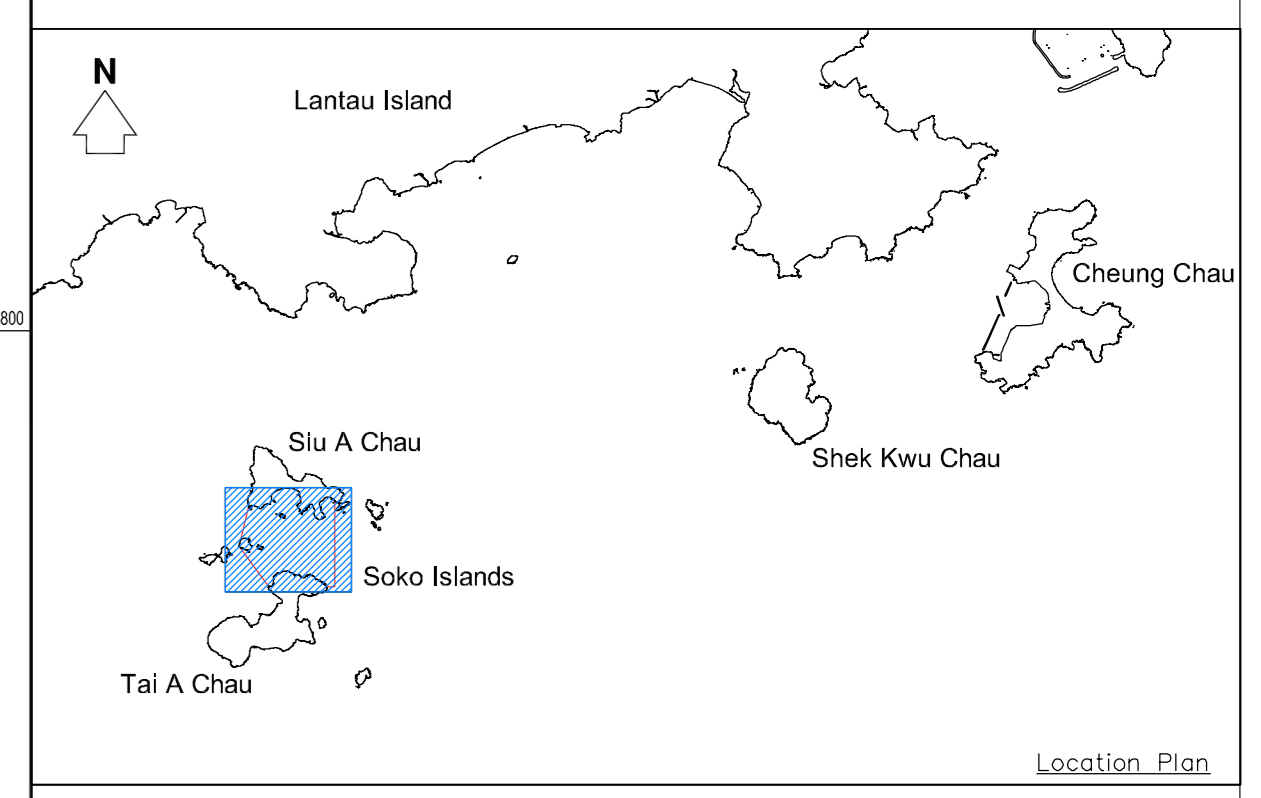 N
Lantau Island
Cheung Chau
800
Siu A Chau
Shek Kwu Chau
Soko Islands
Tai A Chau
Location Plan